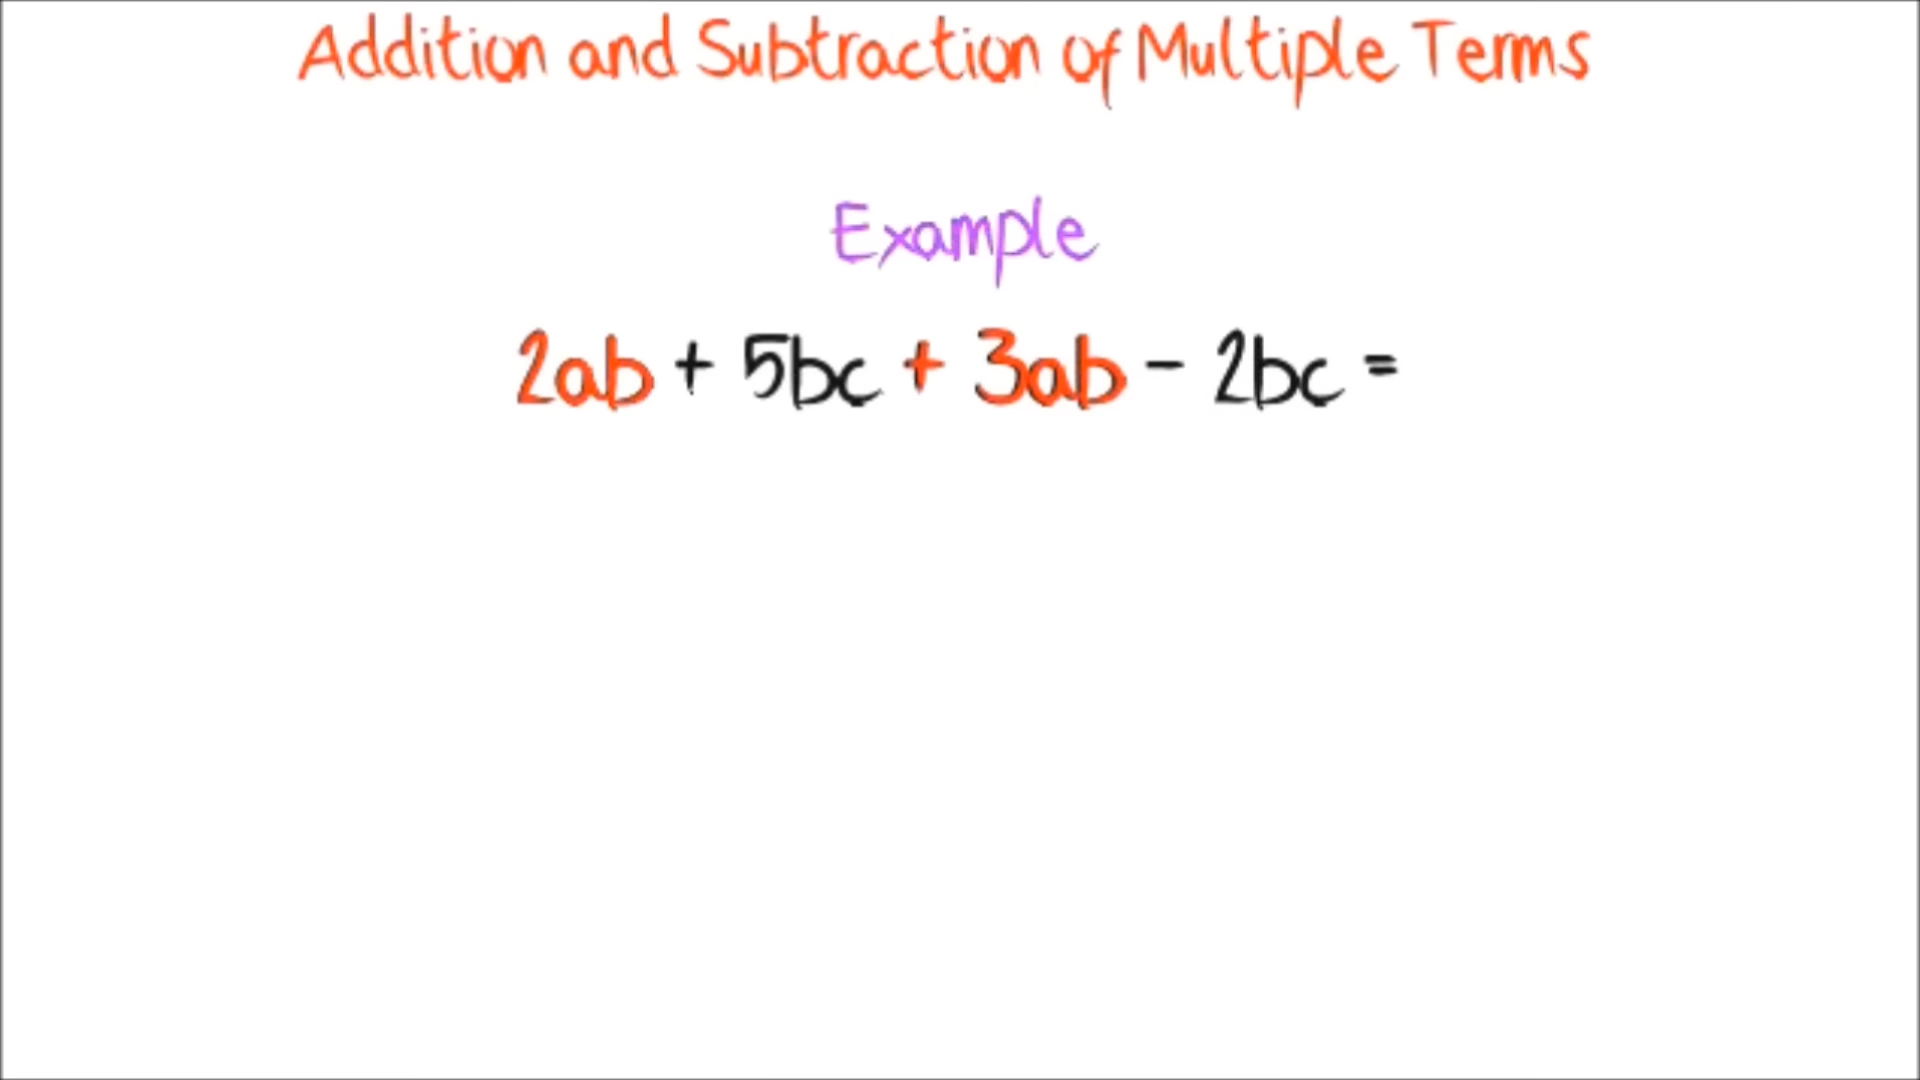 Addition and Subtraction of Multiple Terms
Example
2ab + 5bc + 3ab - 2bc =